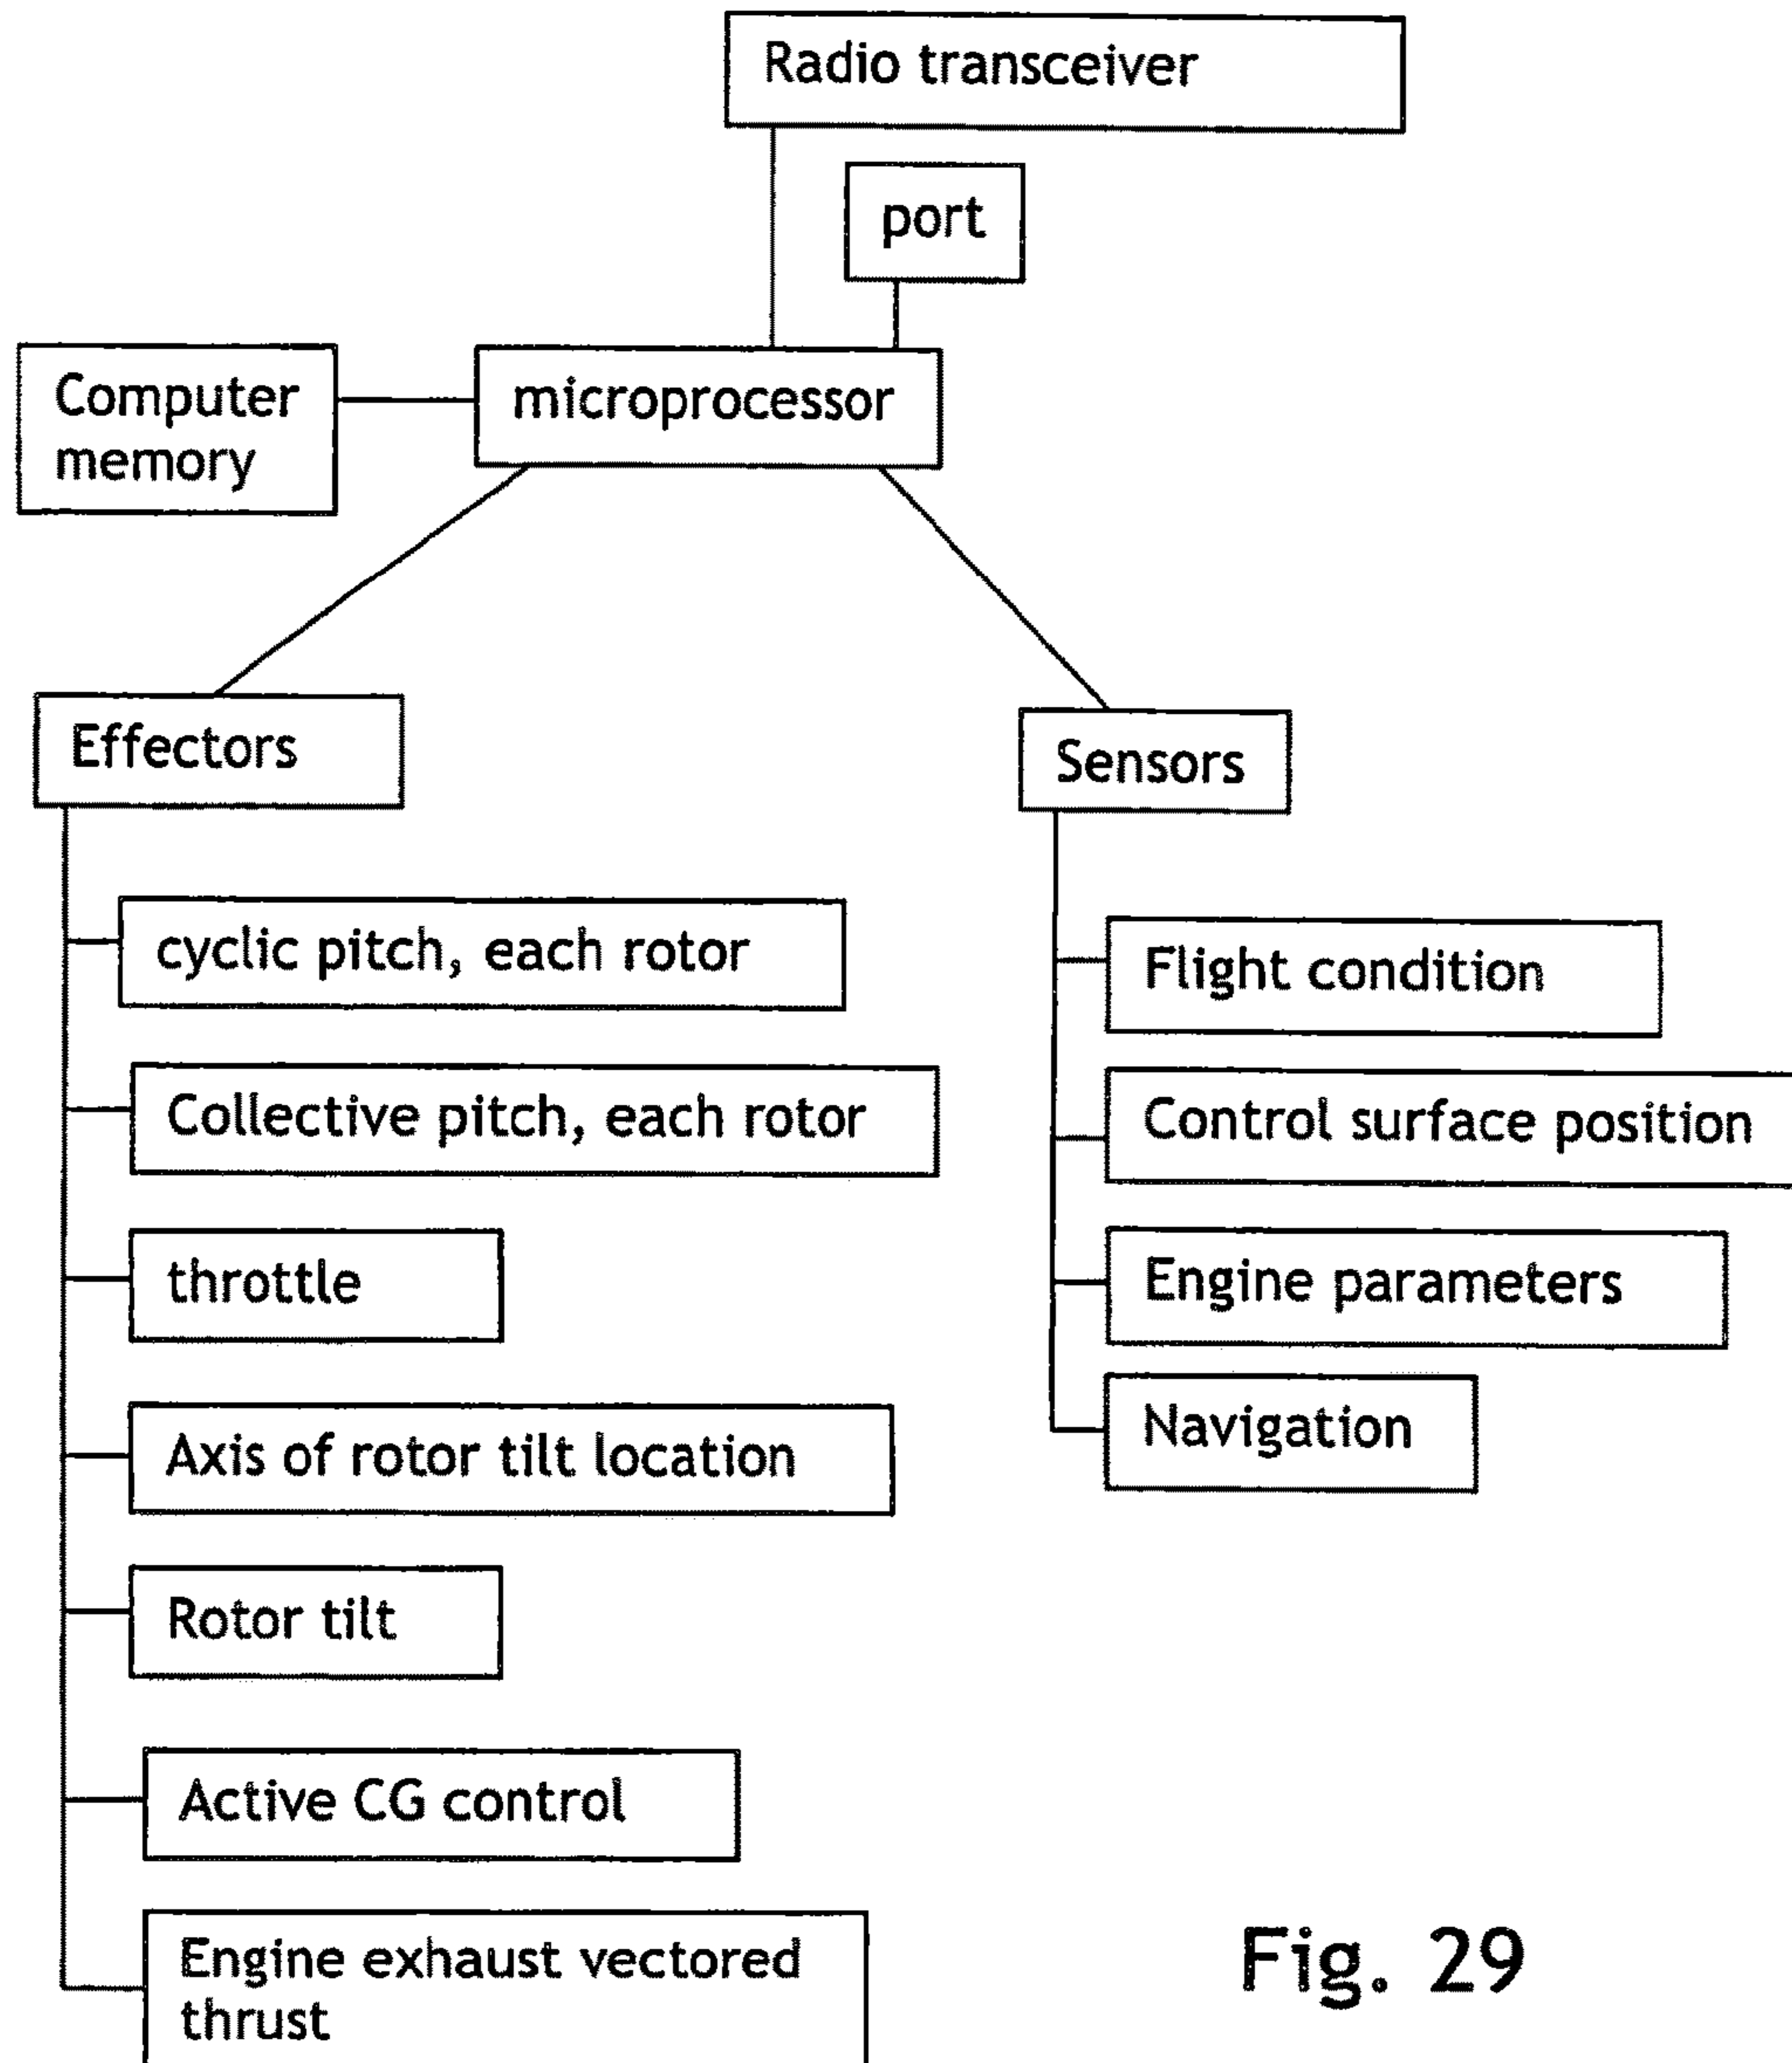 Radio transceiver
port
Computer
memory
microprocessor
Effectors
Sensors
cyclic pitch, each rotor
Collective pitch, each rotor
throttle
Axis of rotor tilt location
Rotor tilt
Active CG control
Engine exhaust vectored
thrust
Flight condition
Control surface position
Engine parameters
Navigation
Fig. 29